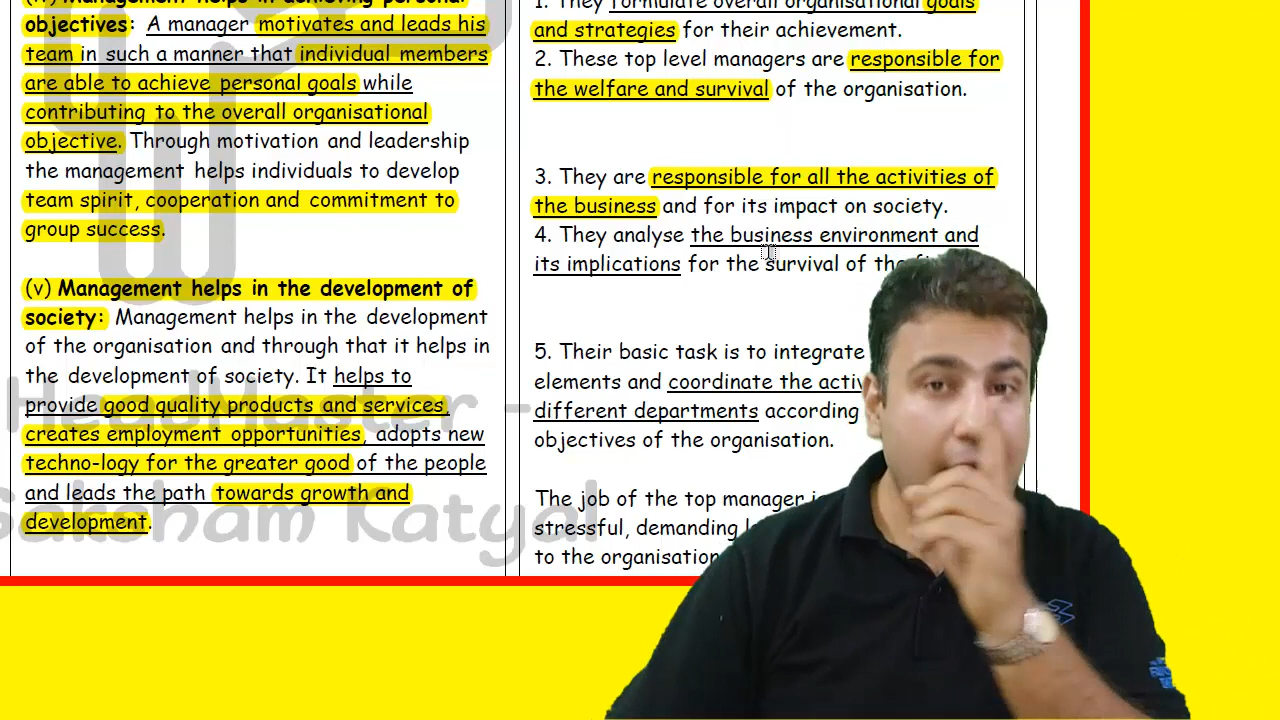 objectives: A manager motivates and leads his
team in such a manner that individual members
are able to achieve personal goals while
contributing to the overall organisational
objective. Through motivation and leadership
the management helps individuals to develop
team spirit, cooperation and commitment to
group success.
(v) Management helps in the development of
society: Management helps in the development
of the organisation and through that it helps in
the development of society. It helps to
provide good quality products and services,
creates employment opportunities, adopts new
techno-logy for the greater good of the people
and leads the path towards growth and
development.
1. They formulate overall organisational goals
and strategies for their achievement.
2. These top level managers are responsible for
the welfare and survival of the organisation.
3. They are responsible for all the activities of
the business and for its impact on society.
4. They analyse the business environment and
its implications for the survival of the
5. Their basic task is to integrate
elements and coordinate the
different departments according
objectives of the organisation.
The job of the top manager
stressful, demanding
to the organisation
HeadMaster -
Saksham Katyal